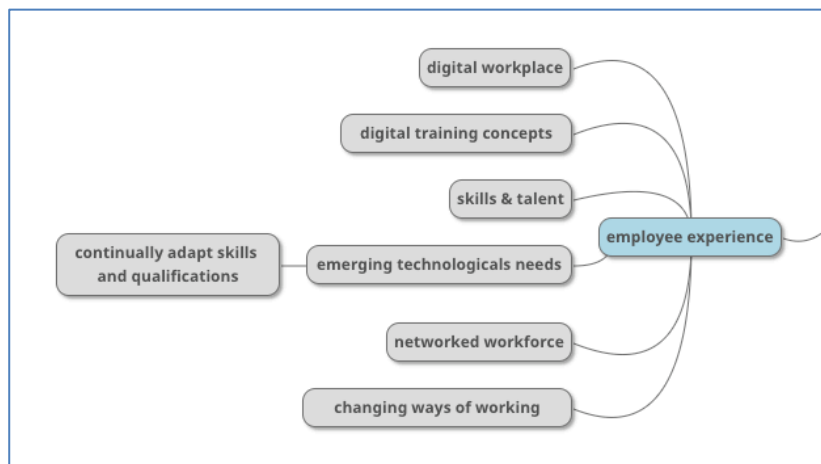 digital workplace
digital training concepts
skills & talent
employee experience
continually adapt skills
and qualifications
emerging technologicals needs
networked workforce
changing ways of working